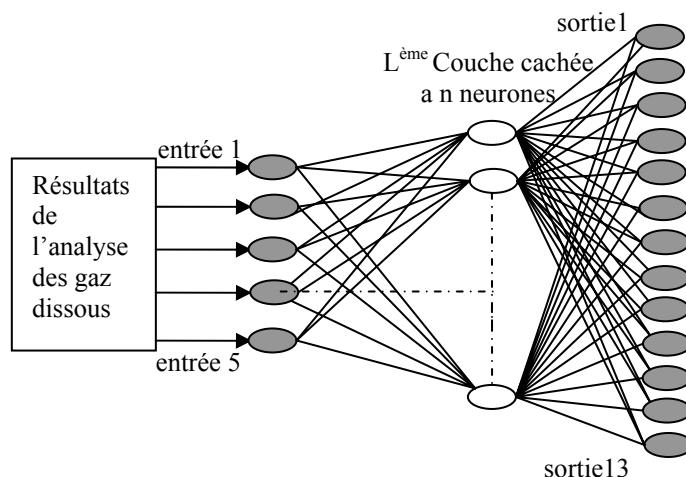 sortie1
Lème Couche cachée
a n neurones
entrée 1
Résultats
de
l’analyse
des gaz
dissous
entrée 5
sortie13